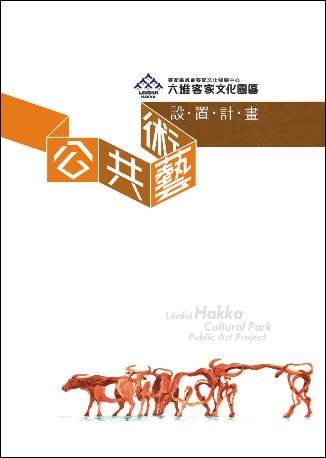 客家委員會客家文化發展中心
六堆客家文化園區
LIUDUI
HAKKA
設·置·計·畫
公共藝術
Liudui Hakka
Cultural Park
Public Art Project